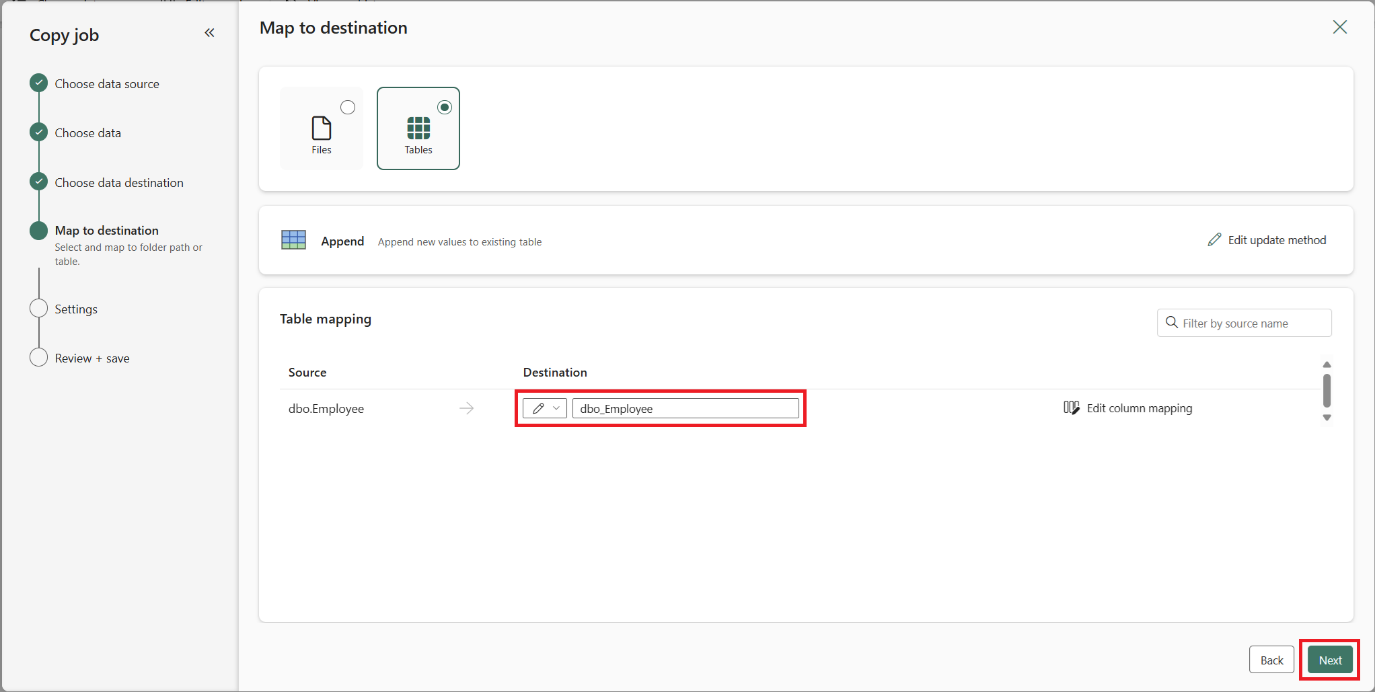 Copy job
Choose data source
Choose data
Choose data destination
Map to destination
Select and map to folder path or
table.
Settings
Review + save
Map to destination
Files
Tables
Append
Append new values to existing table
Edit update method
Table mapping
Filter by source name
Source
Destination
dbo.Employee
dbo_Employee
Edit column mapping
Back
Next